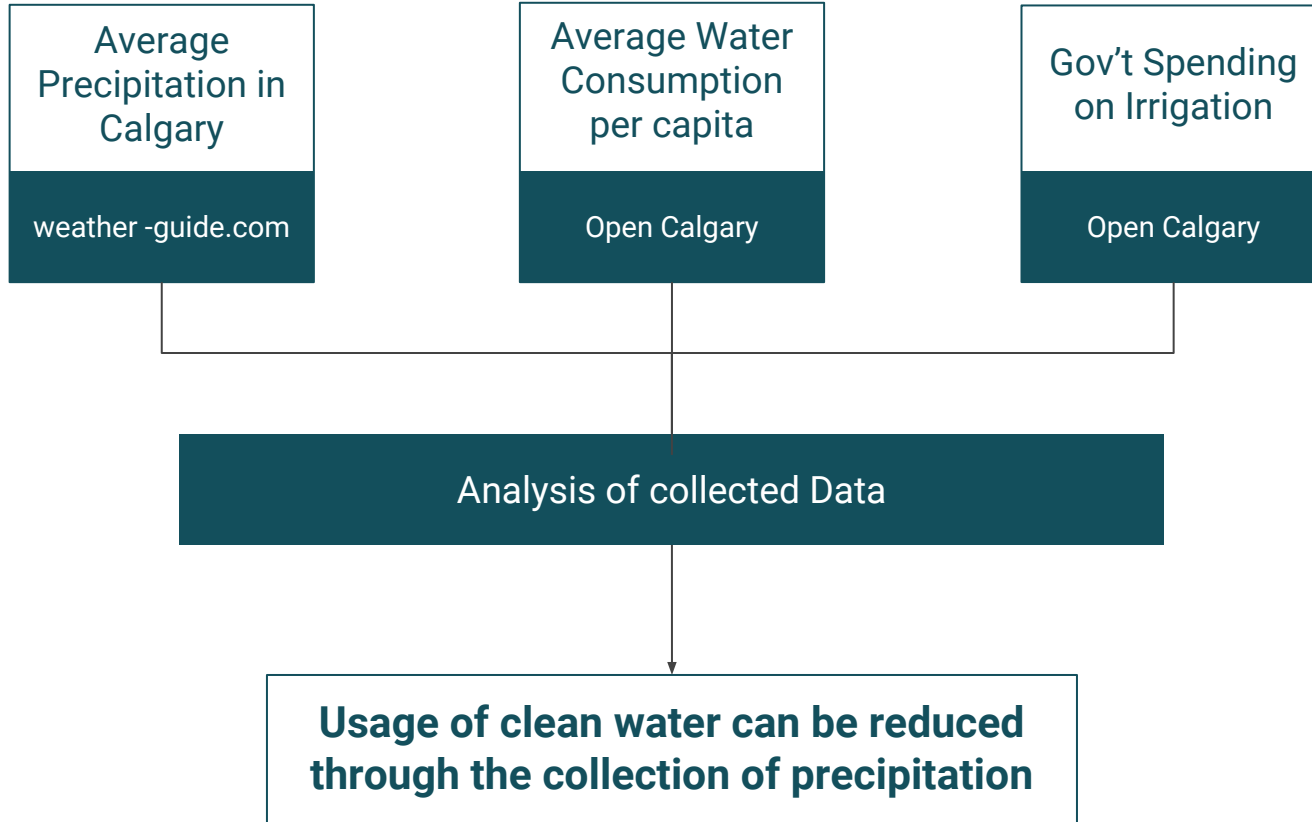 Average
Precipitation in
Calgary
weather -guide.com
Average Water
Consumption
per capita
Open Calgary
Gov’t Spending
on Irrigation
Open Calgary
Analysis of collected Data
Usage of clean water can be reduced
through the collection of precipitation